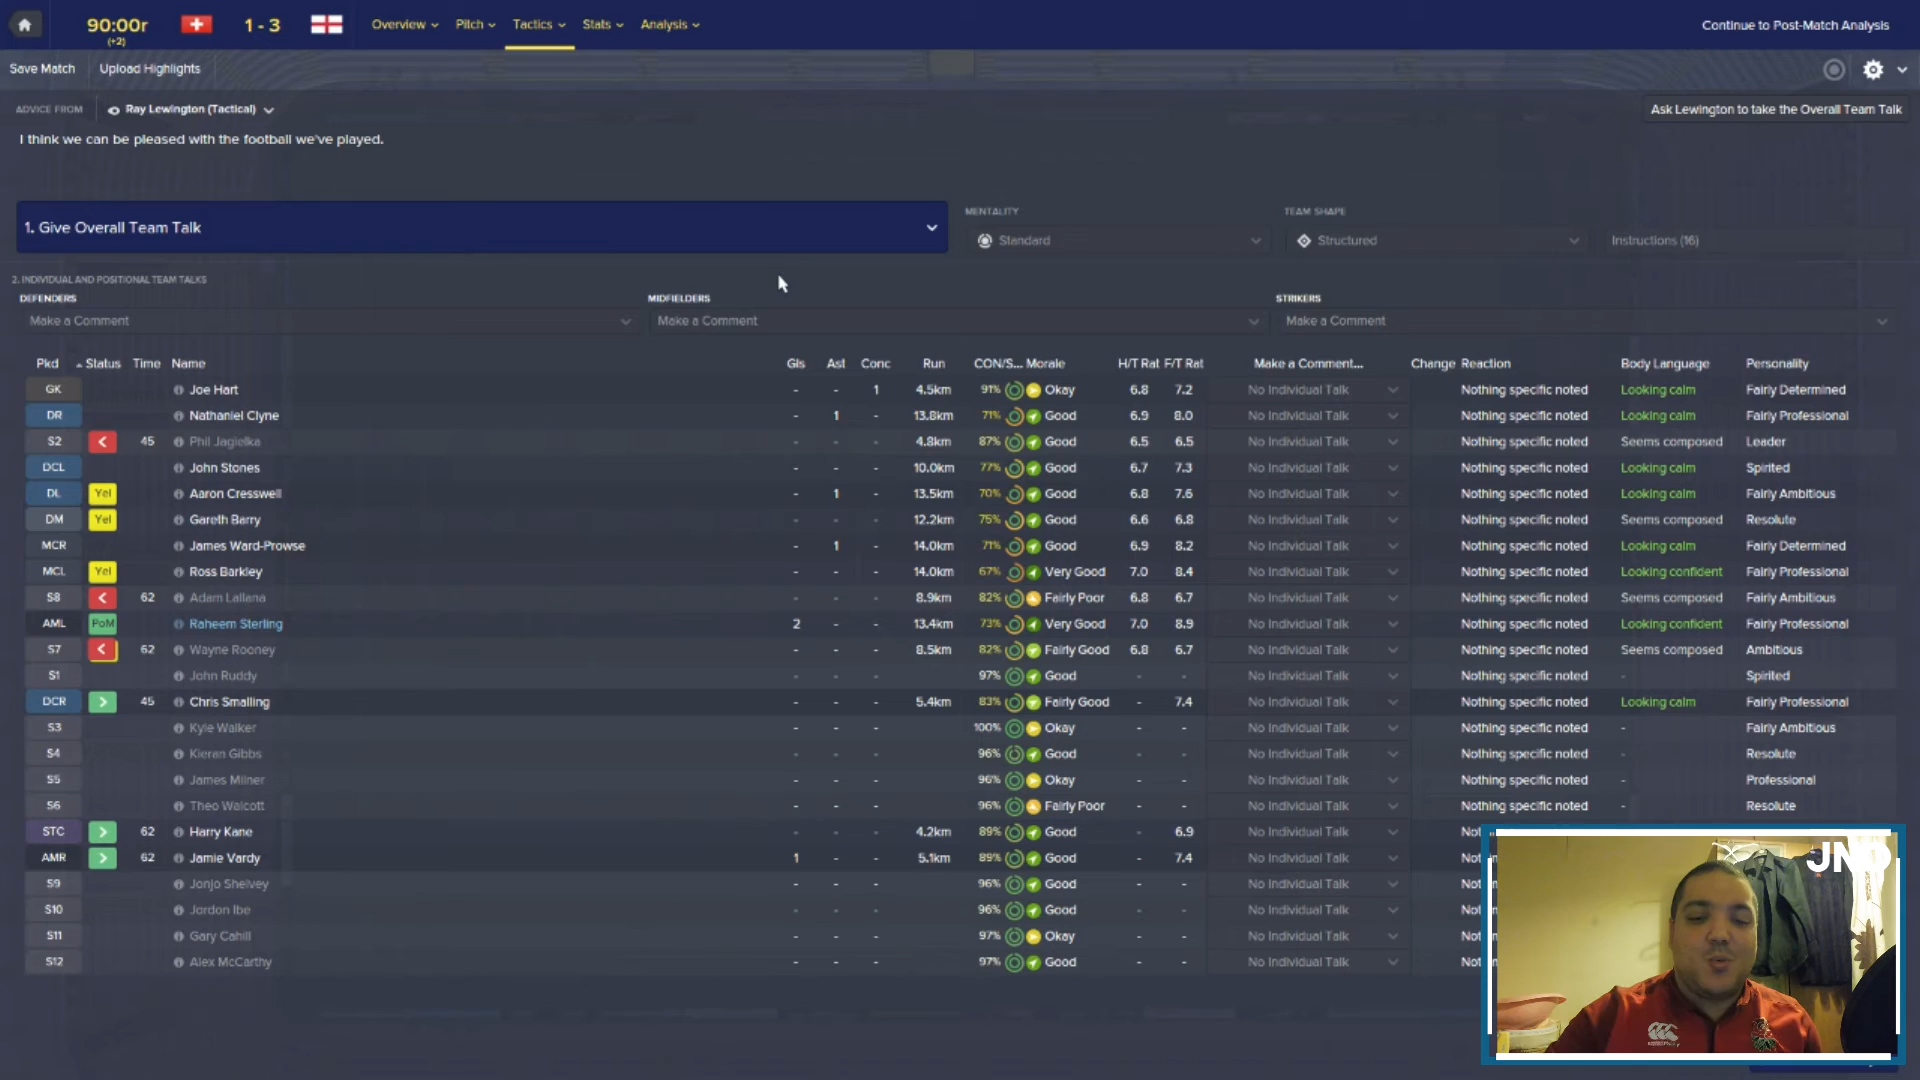 90:00r
(+2)
1 - 3
Overview
Pitch
Tactics
Stats
Analysis
Continue to Post-Match Analysis
Save Match
Upload Highlights
ADVICE FROM
Ray Lewington (Tactical)
Ask Lewington to take the Overall Team Talk
I think we can be pleased with the football we've played.
1. Give Overall Team Talk
MENTALITY
Standard
TEAM SHAPE
Structured
Instructions (16)
2. INDIVIDUAL AND POSITIONAL TEAM TALKS
DEFENDERS
MIDFIELDERS
STRIKERS
Make a Comment
Make a Comment
Make a Comment
Pkd Status Time Name Gls Ast Conc Run CON/S... Morale H/T Rat F/T Rat Make a Comment... Change Reaction Body Language Personality
GK Joe Hart - - 1 4.5km 91% Okay 6.8 7.2 No Individual Talk Nothing specific noted Looking calm Fairly Determined
DR Nathaniel Clyne - 1 - 13.8km 71% Good 6.9 8.0 No Individual Talk Nothing specific noted Looking calm Fairly Professional
S2 45 Phil Jagielka - - - 4.8km 87% Good 6.5 6.5 No Individual Talk Nothing specific noted Seems composed Leader
DCL John Stones - - - 10.0km 77% Good 6.7 7.3 No Individual Talk Nothing specific noted Looking calm Spirited
DL Yel Aaron Cresswell - 1 - 13.5km 70% Good 6.8 7.6 No Individual Talk Nothing specific noted Looking calm Fairly Ambitious
DM Yel Gareth Barry - - - 12.2km 75% Good 6.6 6.8 No Individual Talk Nothing specific noted Seems composed Resolute
MCR James Ward-Prowse - 1 - 14.0km 71% Good 6.9 8.2 No Individual Talk Nothing specific noted Looking calm Fairly Determined
MCL Yel Ross Barkley - - - 14.0km 67% Very Good 7.0 8.4 No Individual Talk Nothing specific noted Looking confident Fairly Professional
S8 62 Adam Lallana - - - 8.9km 82% Fairly Poor 6.8 6.7 No Individual Talk Nothing specific noted Seems composed Fairly Ambitious
AML PoM Raheem Sterling 2 - - 13.4km 73% Very Good 7.0 8.9 No Individual Talk Nothing specific noted Looking confident Fairly Professional
S7 62 Wayne Rooney - - - 8.5km 82% Fairly Good 6.8 6.7 No Individual Talk Nothing specific noted Seems composed Ambitious
S1 John Ruddy - - - 97% Good - - No Individual Talk Nothing specific noted - Spirited
DCR 45 Chris Smalling - - - 5.4km 83% Fairly Good - 7.4 No Individual Talk Nothing specific noted Looking calm Fairly Professional
S3 Kyle Walker - - - 100% Okay - - No Individual Talk Nothing specific noted - Fairly Ambitious
S4 Kieran Gibbs - - - 96% Good - - No Individual Talk Nothing specific noted - Resolute
S5 James Milner - - - 96% Okay - - No Individual Talk Nothing specific noted - Professional
S6 Theo Walcott - - - 96% Fairly Poor - - No Individual Talk Nothing specific noted - Resolute
STC 62 Harry Kane - - - 4.2km 89% Good - 6.9 No Individual Talk Not
AMR 62 Jamie Vardy 1 - - 5.1km 89% Good - 7.4 No Individual Talk Not
S9 Jonjo Shelvey - - - 96% Good - - No Individual Talk Not
S10 Jordon Ibe - - - 96% Good - - No Individual Talk Not
S11 Gary Cahill - - - 97% Okay - - No Individual Talk Not
S12 Alex McCarthy - - - 97% Good - - No Individual Talk Not